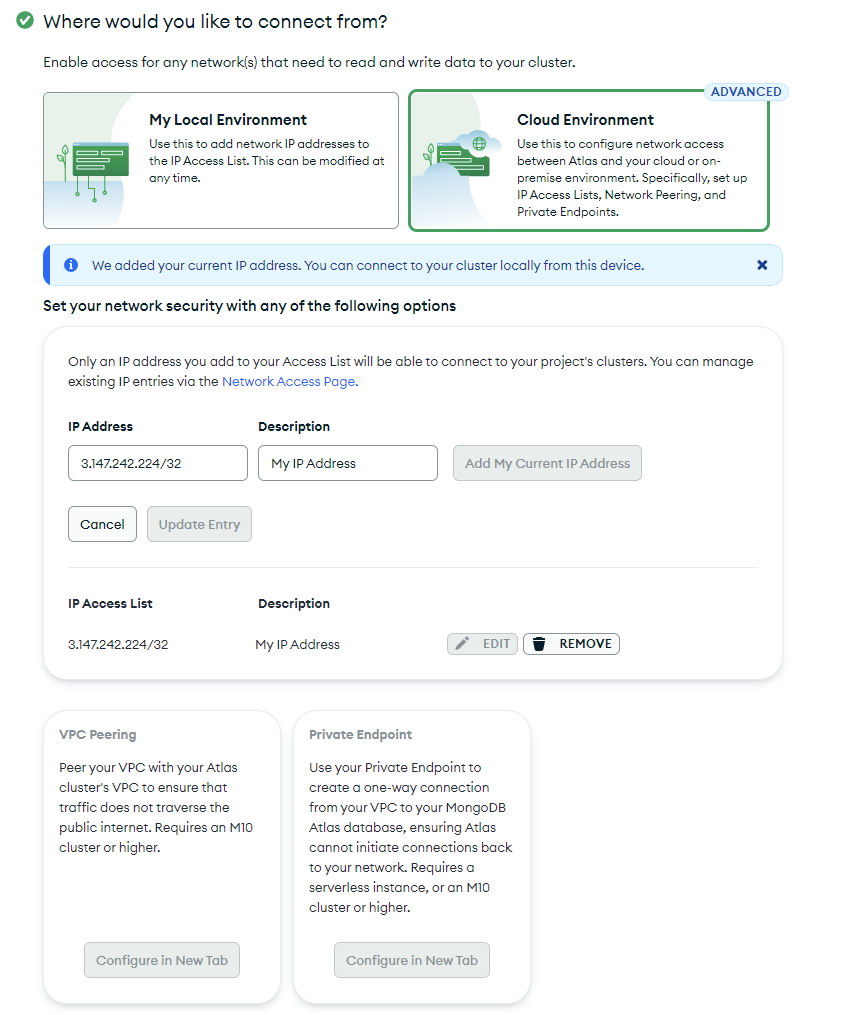 Where would you like to connect from?
Enable access for any network(s) that need to read and write data to your cluster.
ADVANCED
My Local Environment
Use this to add network IP addresses to
the IP Access List. This can be modified at
any time.
Cloud Environment
Use this to configure network access
between Atlas and your cloud or on-
premise environment. Specifically, set up
IP Access Lists, Network Peering, and
Private Endpoints.
We added your current IP address. You can connect to your cluster locally from this device.
Set your network security with any of the following options
Only an IP address you add to your Access List will be able to connect to your project's clusters. You can manage
existing IP entries via the Network Access Page.
IP Address Description
3.147.242.224/32 My IP Address Add My Current IP Address
Cancel Update Entry
IP Access List Description
3.147.242.224/32 My IP Address EDIT REMOVE
VPC Peering
Peer your VPC with your Atlas
cluster's VPC to ensure that
traffic does not traverse the
public internet. Requires an M10
cluster or higher.
Configure in New Tab
Private Endpoint
Use your Private Endpoint to
create a one-way connection
from your VPC to your MongoDB
Atlas database, ensuring Atlas
cannot initiate connections back
to your network. Requires a
serverless instance, or an M10
cluster or higher.
Configure in New Tab